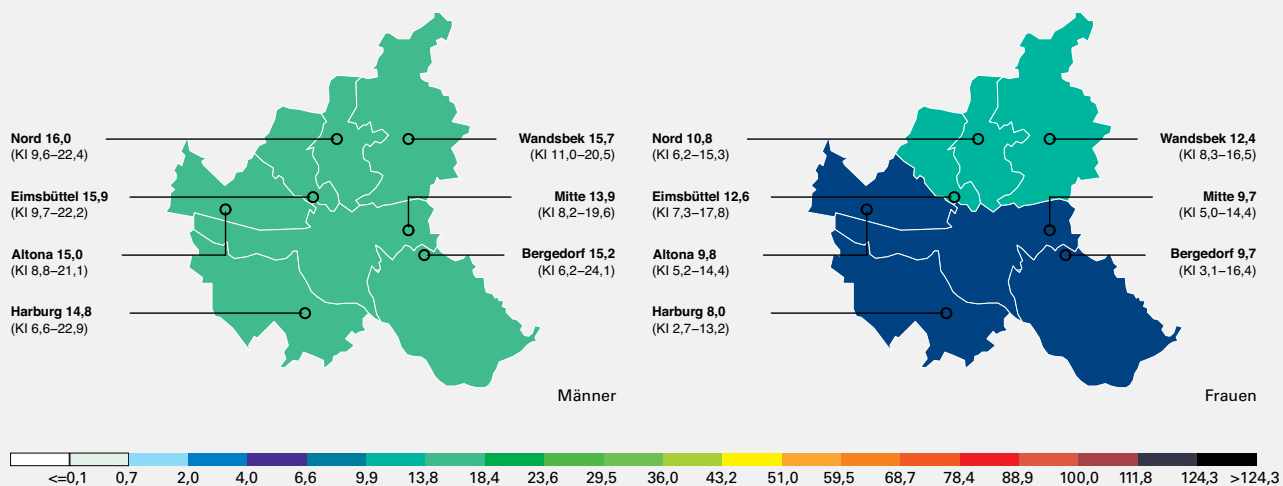 Nord 16,0
(KI 9,6–22,4)
Eimsbüttel 15,9
(KI 9,7–22,2)
Altona 15,0
(KI 8,8–21,1)
Harburg 14,8
(KI 6,6–22,9)
Wandsbek 15,7
(KI 11,0–20,5)
Mitte 13,9
(KI 8,2–19,6)
Bergedorf 15,2
(KI 6,2–24,1)
Männer
Nord 10,8
(KI 6,2–15,3)
Eimsbüttel 12,6
(KI 7,3–17,8)
Altona 9,8
(KI 5,2–14,4)
Harburg 8,0
(KI 2,7–13,2)
Wandsbek 12,4
(KI 8,3–16,5)
Mitte 9,7
(KI 5,0–14,4)
Bergedorf 9,7
(KI 3,1–16,4)
Frauen
<=0,1 0,7 2,0 4,0 6,6 9,9 13,8 18,4 23,6 29,5 36,0 43,2 51,0 59,5 68,7 78,4 88,9 100,0 111,8 124,3 >124,3